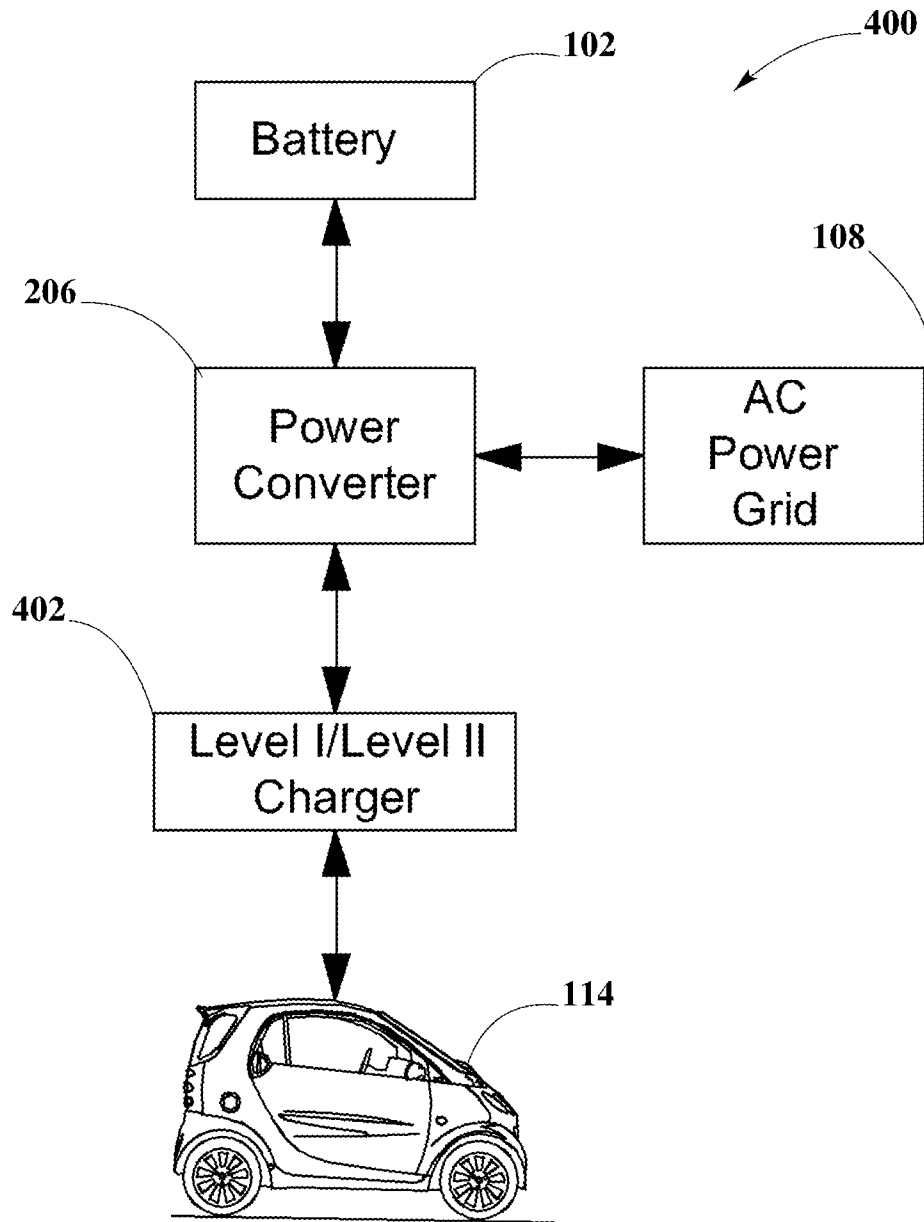 400
102
Battery
108
206
Power
Converter
AC
Power
Grid
402
Level I/Level II
Charger
114